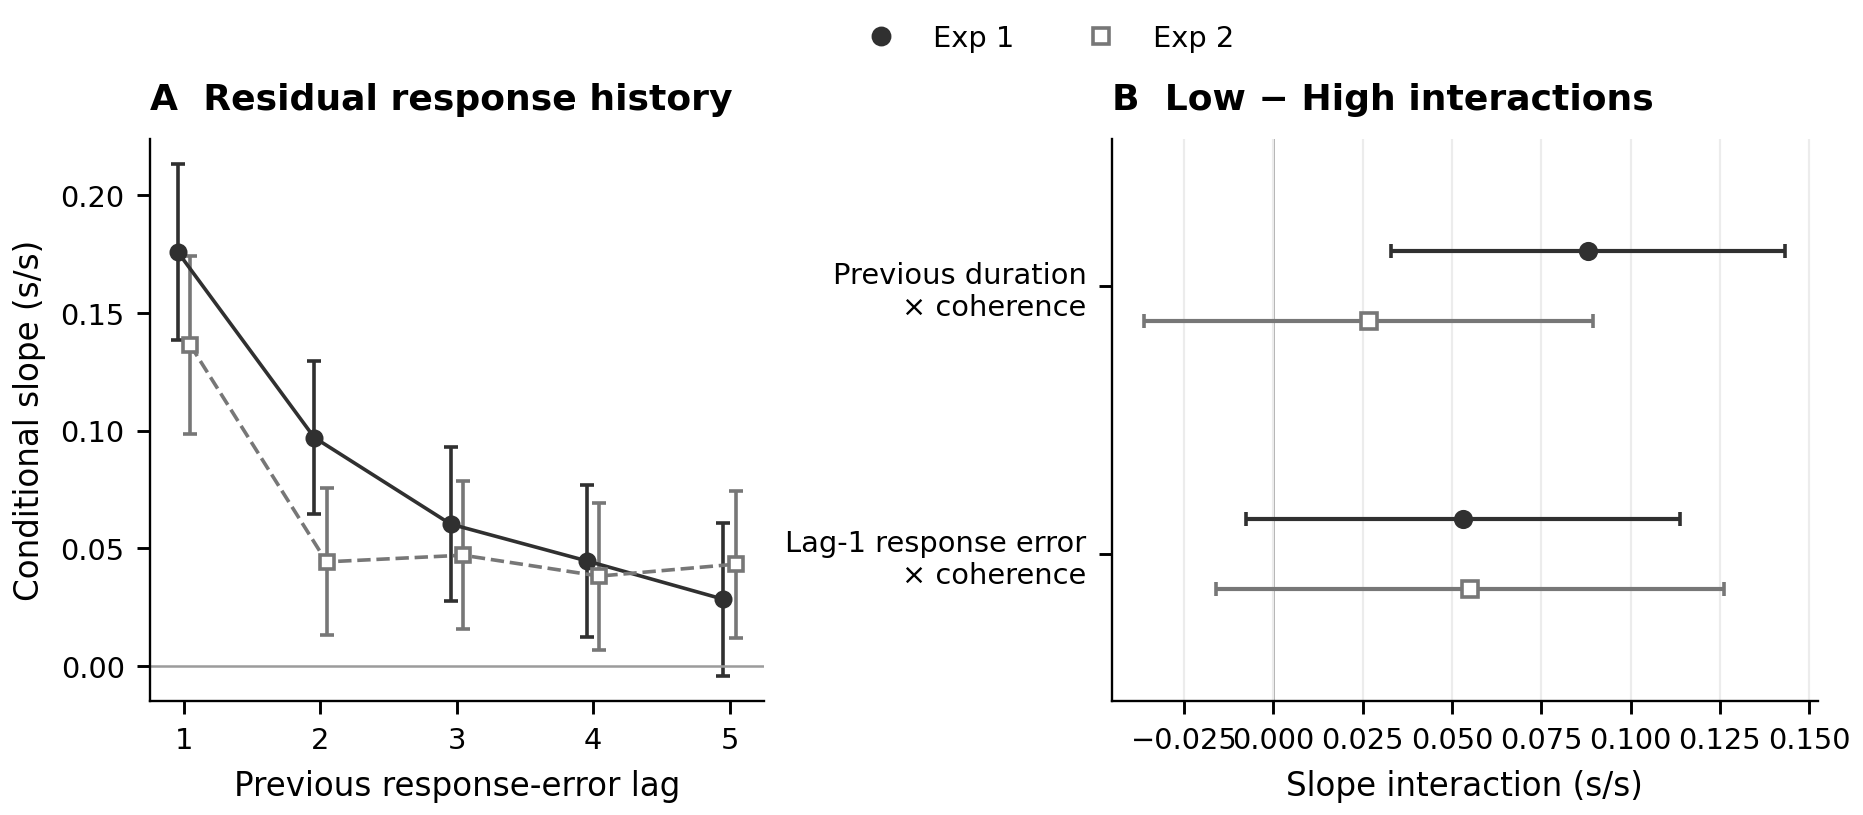 Exp 1
Exp 2
A Residual response history
Conditional slope (s/s)
0.20
0.15
0.10
0.05
0.00
1 2 3 4 5
Previous response-error lag
B Low − High interactions
Previous duration
× coherence
Lag-1 response error
× coherence
−0.025 0.000 0.025 0.050 0.075 0.100 0.125 0.150
Slope interaction (s/s)